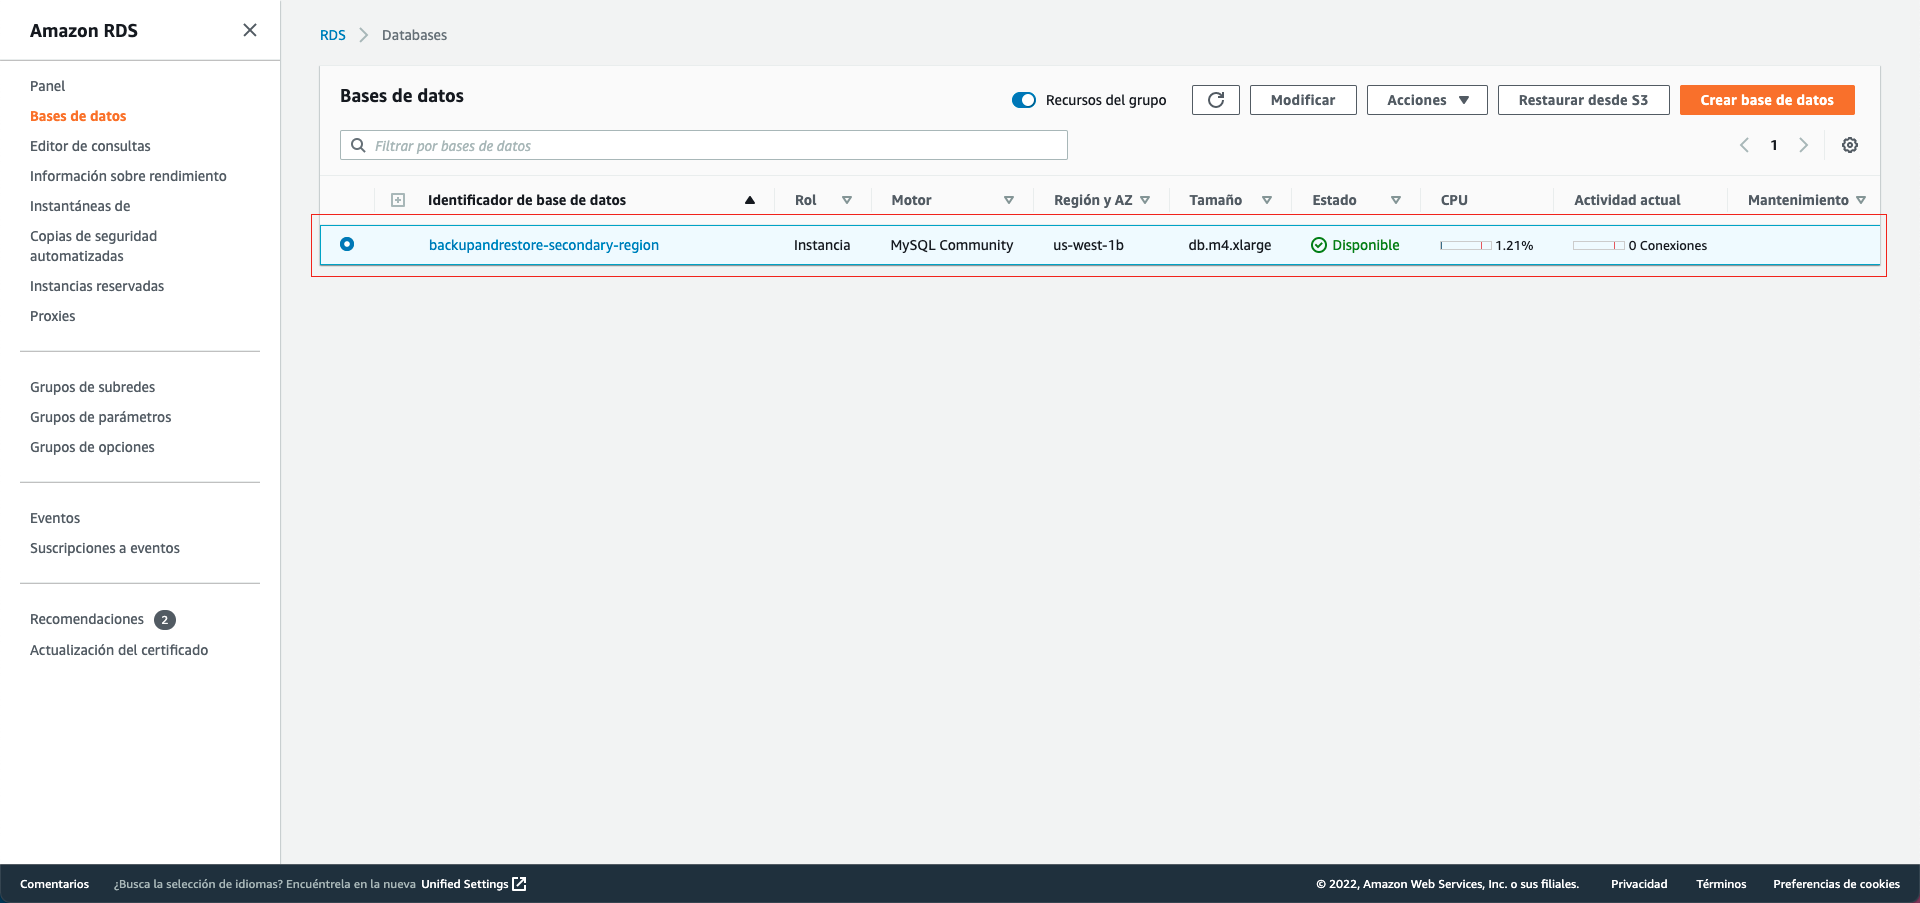 Amazon RDS
Panel
Bases de datos
Editor de consultas
Información sobre rendimiento
Instantáneas de
Copias de seguridad
automatizadas
Instancias reservadas
Proxies
Grupos de subredes
Grupos de parámetros
Grupos de opciones
Eventos
Suscripciones a eventos
Recomendaciones 2
Actualización del certificado
RDS Databases
Bases de datos
Recursos del grupo Modificar Acciones Restaurar desde S3 Crear base de datos
Filtrar por bases de datos 1
Identificador de base de datos Rol Motor Región y AZ Tamaño Estado CPU Actividad actual Mantenimiento
backupandrestore-secondary-region Instancia MySQL Community us-west-1b db.m4.xlarge Disponible 1.21% 0 Conexiones
Comentarios ¿Busca la selección de idiomas? Encuéntrela en la nueva Unified Settings © 2022, Amazon Web Services, Inc. o sus filiales. Privacidad Términos Preferencias de cookies